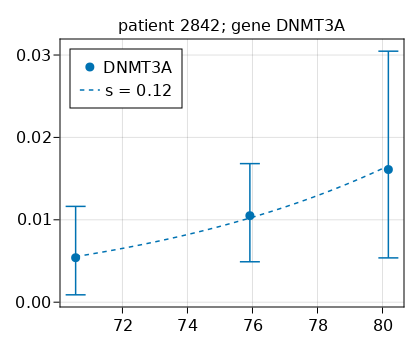 patient 2842; gene DNMT3A
0.03
0.02
0.01
0.00
DNMT3A
s = 0.12
72 74 76 78 80